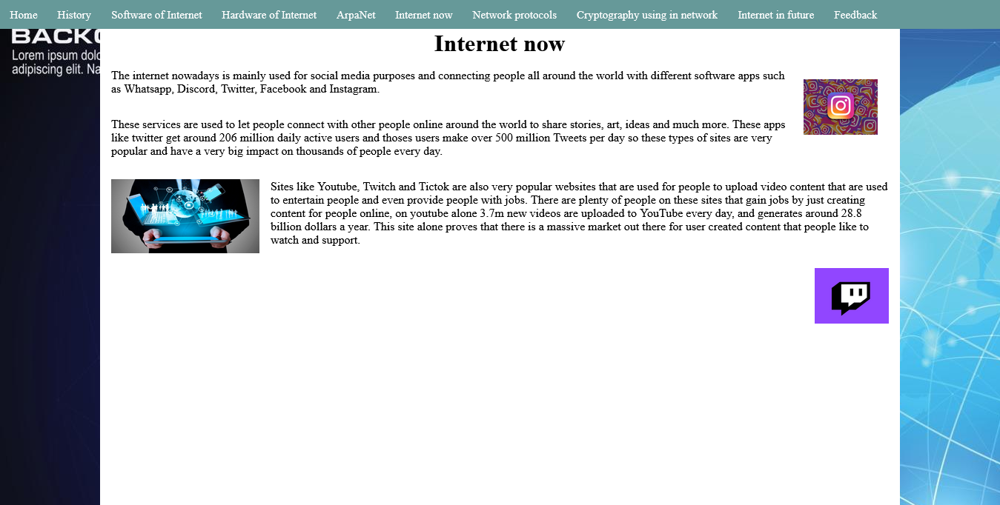 Home History Software of Internet Hardware of Internet ArpaNet Internet now Network protocols Cryptography using in network Internet in future Feedback
BACK
Lorem ipsum
adipiscing elit.
Internet now
The internet nowadays is mainly used for social media purposes and connecting people all around the world with different software apps such
as Whatsapp, Discord, Twitter, Facebook and Instagram.
These services are used to let people connect with other people online around the world to share stories, art, ideas and much more. These apps
like twitter get around 206 million daily active users and thoses users make over 500 million Tweets per day so these types of sites are very
popular and have a very big impact on thousands of people every day.
Sites like Youtube, Twitch and Tictok are also very popular websites that are used for people to upload video content that are used
to entertain people and even provide people with jobs. There are plenty of people on these sites that gain jobs by just creating
content for people online, on youtube alone 3.7m new videos are uploaded to YouTube every day, and generates around 28.8
billion dollars a year. This site alone proves that there is a massive market out there for user created content that people like to
watch and support.